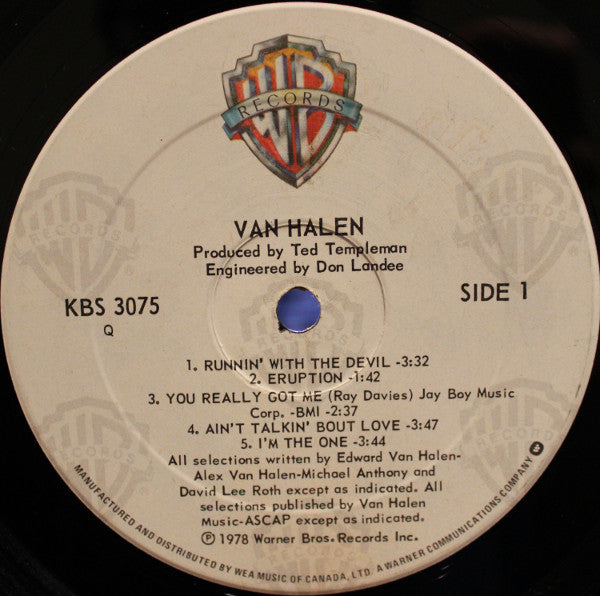 WB
RECORDS
VAN HALEN
Produced by Ted Templeman
Engineered by Don Landee
KBS 3075
Q
SIDE 1
1. RUNNIN' WITH THE DEVIL -3:32
2. ERUPTION -1:42
3. YOU REALLY GOT ME (Ray Davies) Jay Boy Music
Corp. -BMI -2:37
4. AIN'T TALKIN' BOUT LOVE -3:47
5. I'M THE ONE -3:44
All selections written by Edward Van Halen-
Alex Van Halen-Michael Anthony and
David Lee Roth except as indicated. All
selections published by Van Halen
Music-ASCAP except as indicated.
Ⓟ 1978 Warner Bros. Records Inc.
MANUFACTURED AND DISTRIBUTED BY WEA MUSIC OF CANADA, LTD. A WARNER COMMUNICATIONS COMPANY